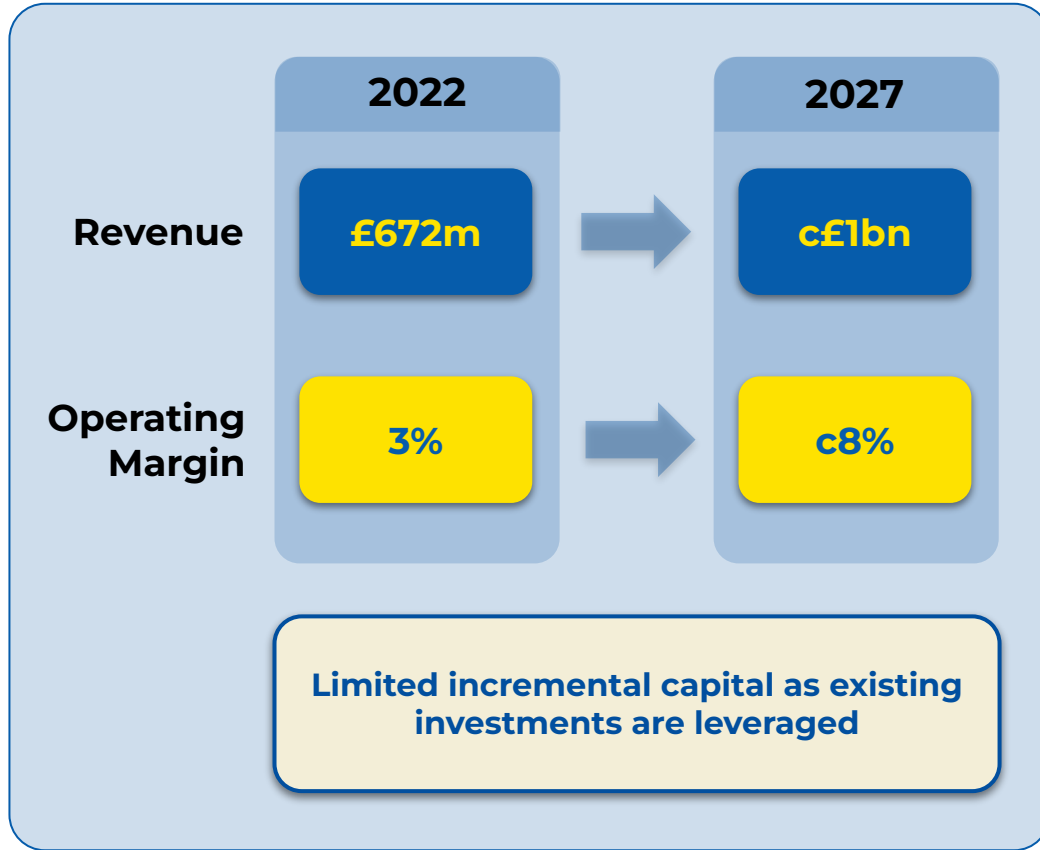 2022
2027
Revenue
£672m
c£1bn
Operating
Margin
3%
c8%
Limited incremental capital as existing
investments are leveraged